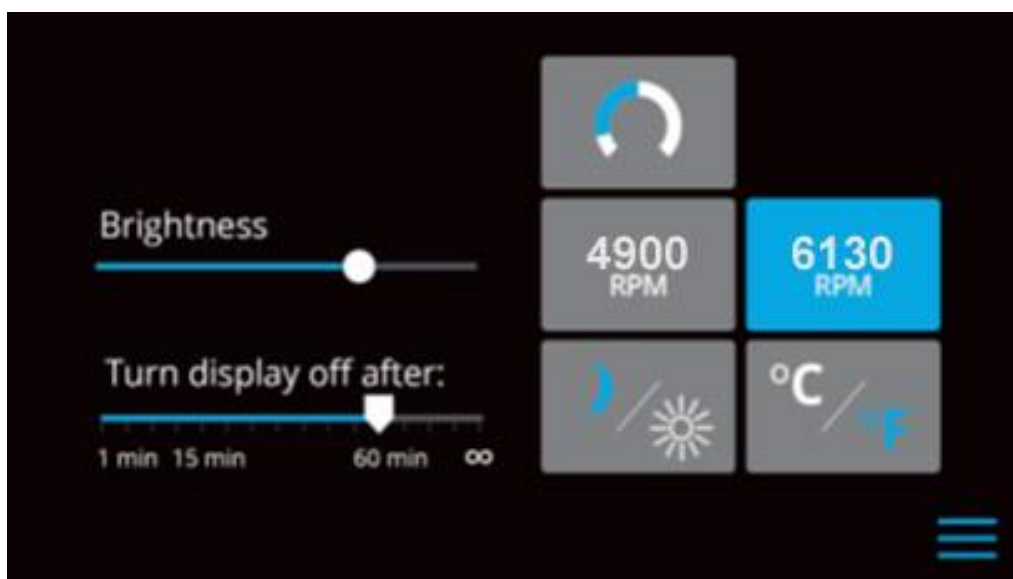 Brightness
Turn display off after:
1 min 15 min 60 min ∞
4900
RPM
6130
RPM
°C
°F